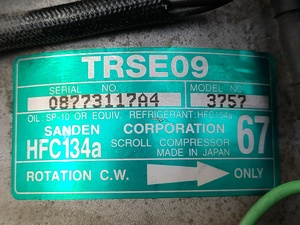 TRSE09
SERIAL NO. MODEL NO.
08773117A4 3757
OIL: SP-10 OR EQUIV. REFRIGERANT: HFC134a
SANDEN CORPORATION 67
HFC134a SCROLL COMPRESSOR
MADE IN JAPAN
ROTATION C.W. ONLY